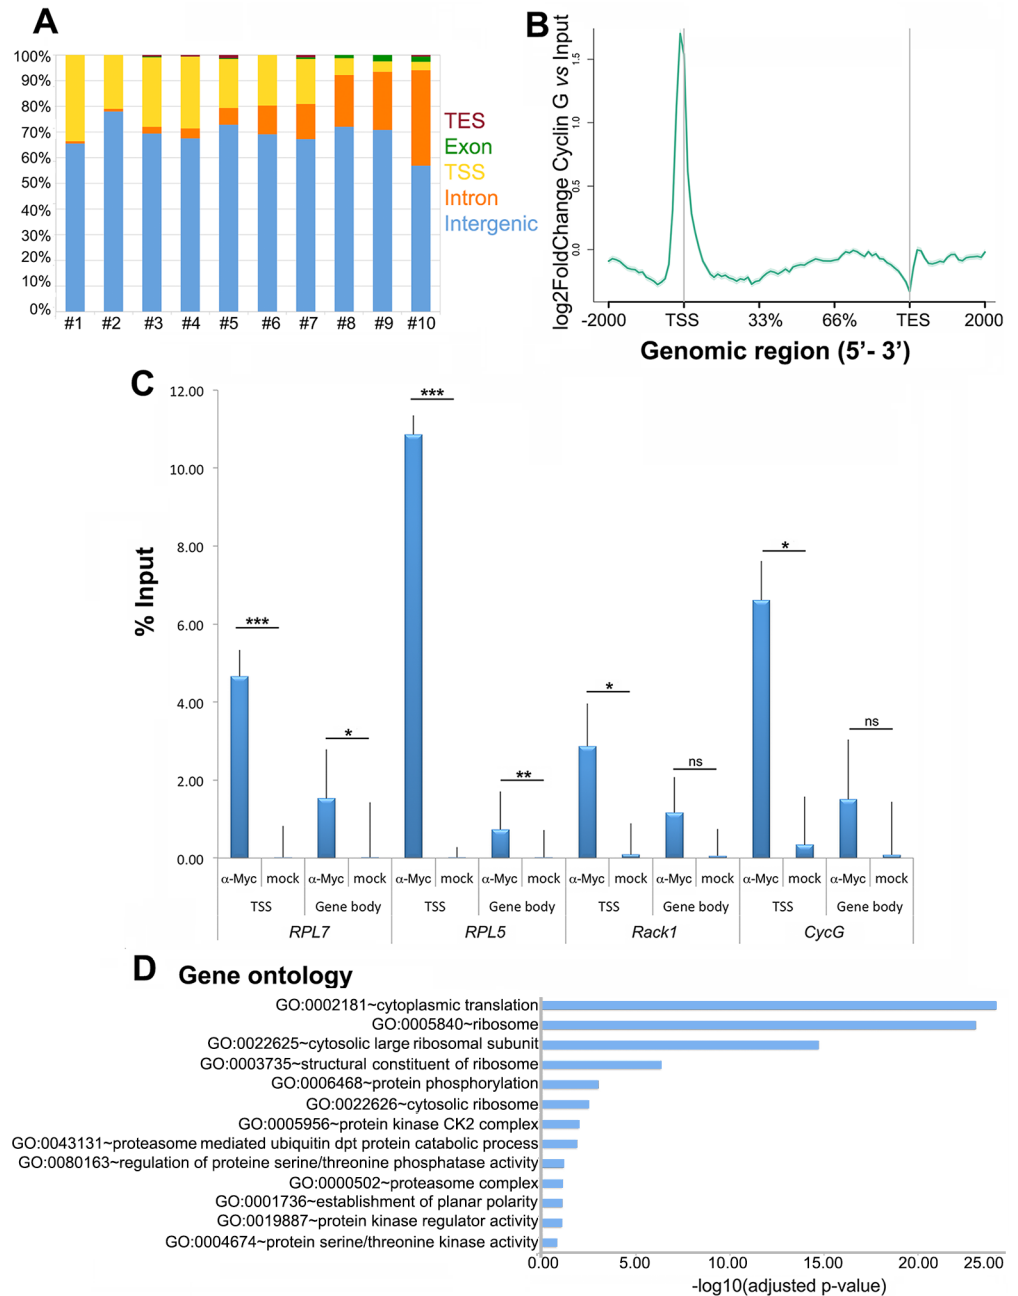 A
100%
90%
80%
70%
60%
50%
40%
30%
20%
10%
0%
#1 #2 #3 #4 #5 #6 #7 #8 #9 #10
TES
Exon
TSS
Intron
Intergenic
B
log2FoldChange Cyclin G vs Input
1.5
1.0
0.5
0.0
-2000 TSS 33% 66% TES 2000
Genomic region (5’- 3’)
C
% Input
12.00
10.00
8.00
6.00
4.00
2.00
0.00
*** * *** ** * ns * ns
α-Myc mock α-Myc mock α-Myc mock α-Myc mock α-Myc mock α-Myc mock α-Myc mock α-Myc mock
TSS Gene body TSS Gene body TSS Gene body TSS Gene body
RPL7 RPL5 Rack1 CycG
D Gene ontology
GO:0002181~cytoplasmic translation
GO:0005840~ribosome
GO:0022625~cytosolic large ribosomal subunit
GO:0003735~structural constituent of ribosome
GO:0006468~protein phosphorylation
GO:0022626~cytosolic ribosome
GO:0005956~protein kinase CK2 complex
GO:0043131~proteasome mediated ubiquitin dpt protein catabolic process
GO:0080163~regulation of proteine serine/threonine phosphatase activity
GO:0000502~proteasome complex
GO:0001736~establishment of planar polarity
GO:0019887~protein kinase regulator activity
GO:0004674~protein serine/threonine kinase activity
0.00 5.00 10.00 15.00 20.00 25.00
-log10(adjusted p-value)